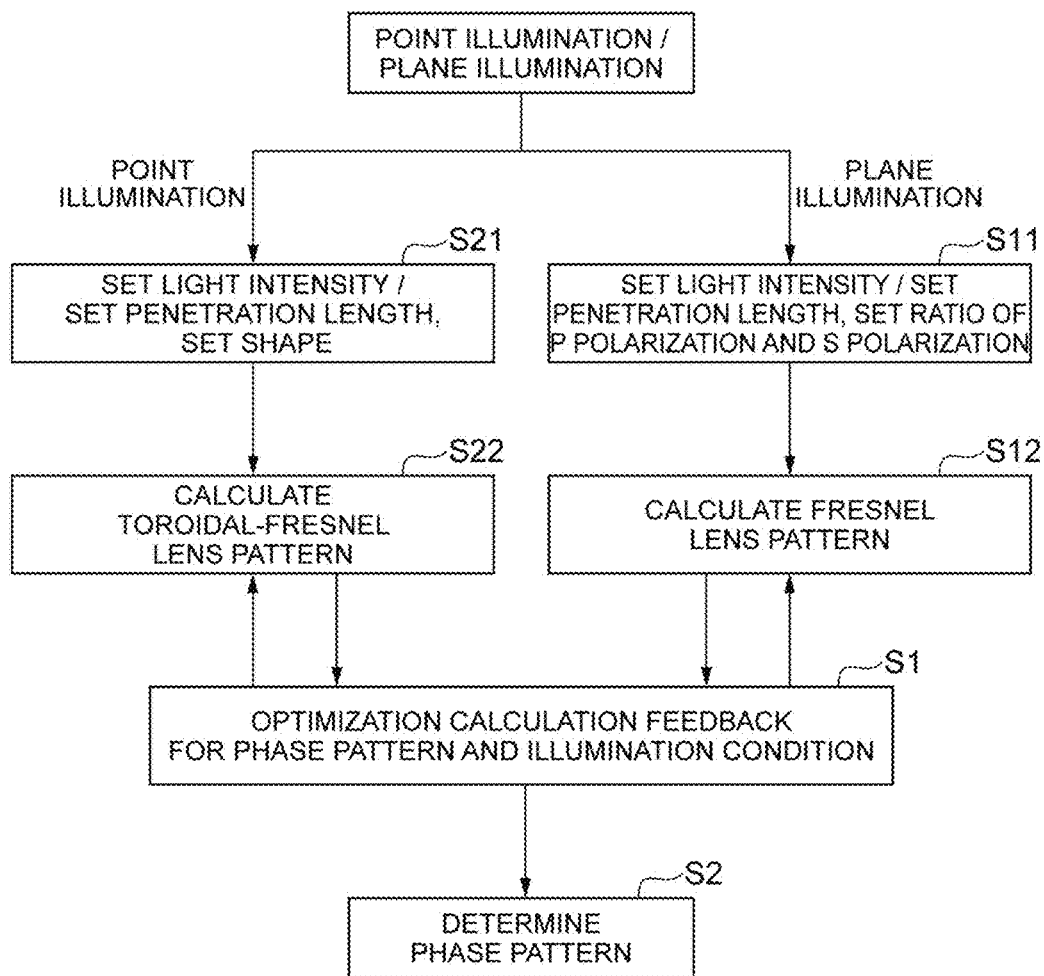 POINT ILLUMINATION /
PLANE ILLUMINATION
POINT
ILLUMINATION
PLANE
ILLUMINATION
S21
SET LIGHT INTENSITY /
SET PENETRATION LENGTH,
SET SHAPE
S11
SET LIGHT INTENSITY / SET
PENETRATION LENGTH, SET RATIO OF
P POLARIZATION AND S POLARIZATION
S22
CALCULATE
TOROIDAL-FRESNEL
LENS PATTERN
S12
CALCULATE FRESNEL
LENS PATTERN
S1
OPTIMIZATION CALCULATION FEEDBACK
FOR PHASE PATTERN AND ILLUMINATION CONDITION
S2
DETERMINE
PHASE PATTERN